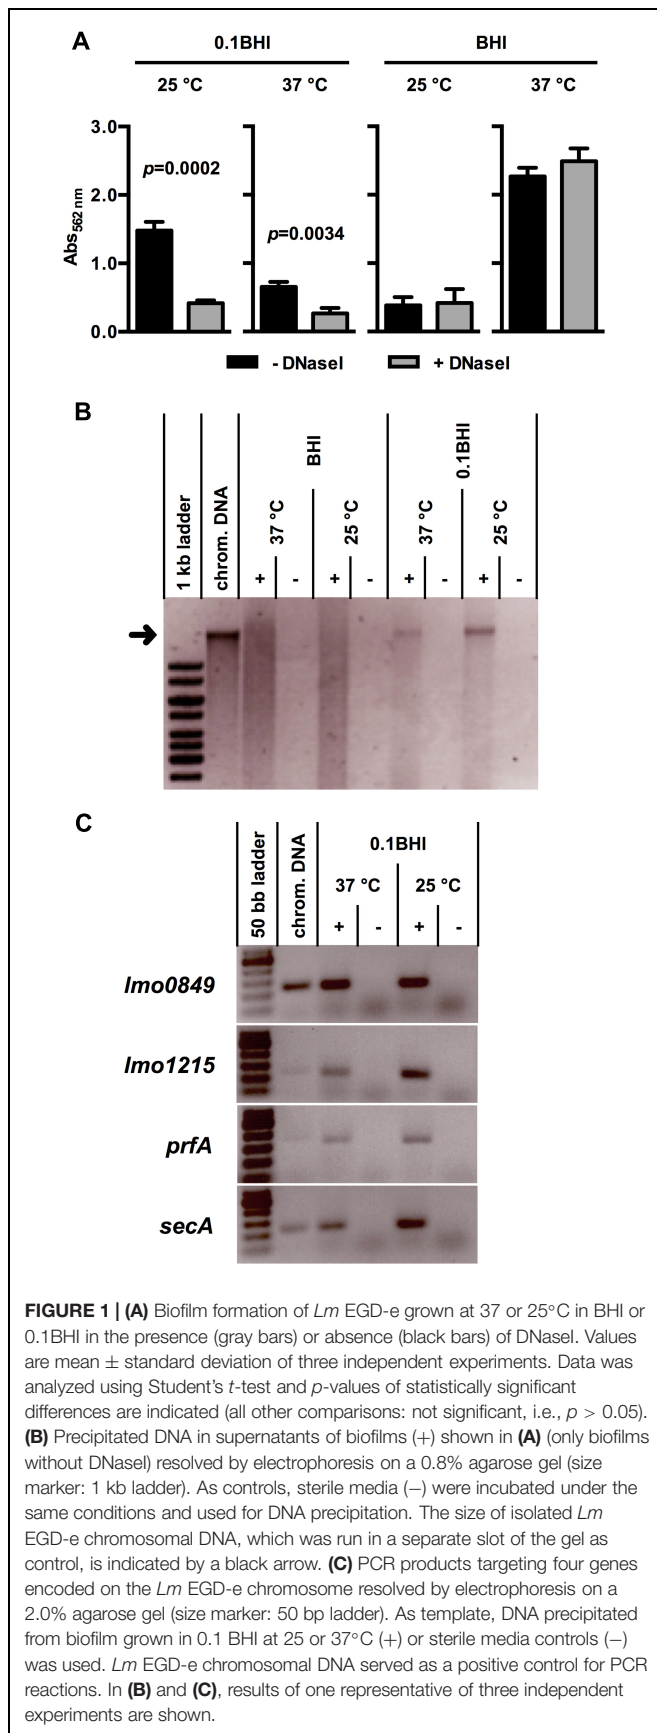 A
0.1BHI BHI
25 °C 37 °C 25 °C 37 °C
3.0
2.0
1.0
0.0
Abs562 nm
p=0.0002
p=0.0034
- DNaseI + DNaseI
B
1 kb ladder
chrom. DNA
BHI
0.1BHI
37 °C 25 °C 37 °C 25 °C
+ - + - + - + -
C
50 bb ladder
chrom. DNA
0.1BHI
37 °C 25 °C
+ - + -
lmo0849
lmo1215
prfA
secA
FIGURE 1 | (A) Biofilm formation of Lm EGD-e grown at 37 or 25°C in BHI or
0.1BHI in the presence (gray bars) or absence (black bars) of DNaseI. Values
are mean ± standard deviation of three independent experiments. Data was
analyzed using Student's t-test and p-values of statistically significant
differences are indicated (all other comparisons: not significant, i.e., p > 0.05).
(B) Precipitated DNA in supernatants of biofilms (+) shown in (A) (only biofilms
without DNaseI) resolved by electrophoresis on a 0.8% agarose gel (size
marker: 1 kb ladder). As controls, sterile media (−) were incubated under the
same conditions and used for DNA precipitation. The size of isolated Lm
EGD-e chromosomal DNA, which was run in a separate slot of the gel as
control, is indicated by a black arrow. (C) PCR products targeting four genes
encoded on the Lm EGD-e chromosome resolved by electrophoresis on a
2.0% agarose gel (size marker: 50 bp ladder). As template, DNA precipitated
from biofilm grown in 0.1 BHI at 25 or 37°C (+) or sterile media controls (−)
was used. Lm EGD-e chromosomal DNA served as a positive control for PCR
reactions. In (B) and (C), results of one representative of three independent
experiments are shown.